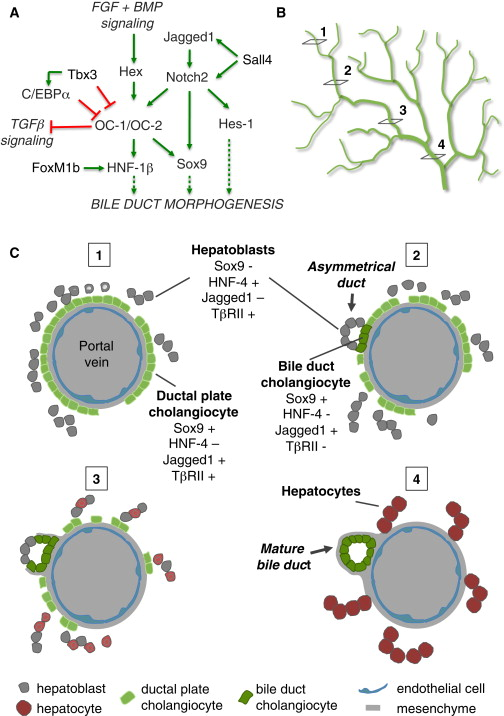 A
FGF + BMP
signaling
Jagged1
Sall4
Tbx3
Hex
Notch2
C/EBPα
TGFβ
signaling
OC-1/OC-2
Hes-1
FoxM1b
HNF-1β
Sox9
BILE DUCT MORPHOGENESIS
B
1
2
3
4
C
1
Hepatoblasts
Sox9 -
HNF-4 +
Jagged1 –
TβRII +
Asymmetrical
duct
2
Portal
vein
Ductal plate
cholangiocyte
Sox9 +
HNF-4 –
Jagged1 +
TβRII +
Bile duct
cholangiocyte
Sox9 +
HNF-4 -
Jagged1 +
TβRII -
3
Hepatocytes
4
Mature
bile duct
hepatoblast
hepatocyte
ductal plate
cholangiocyte
bile duct
cholangiocyte
endothelial cell
mesenchyme